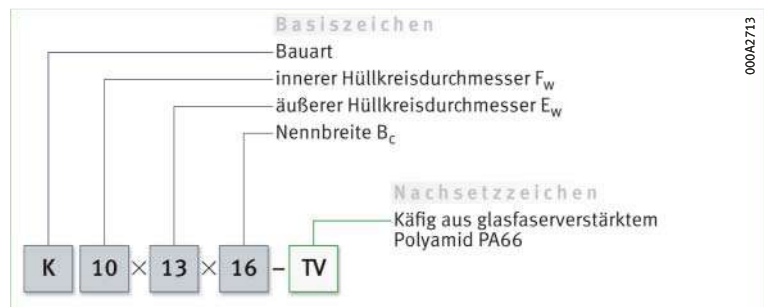 Basiszeichen
Bauart
innerer Hüllkreisdurchmesser Fw
äußerer Hüllkreisdurchmesser Ew
Nennbreite Bc
Nachsetzzeichen
Käfig aus glasfaserverstärktem
Polyamid PA66
K 10 × 13 × 16 – TV
000A2713